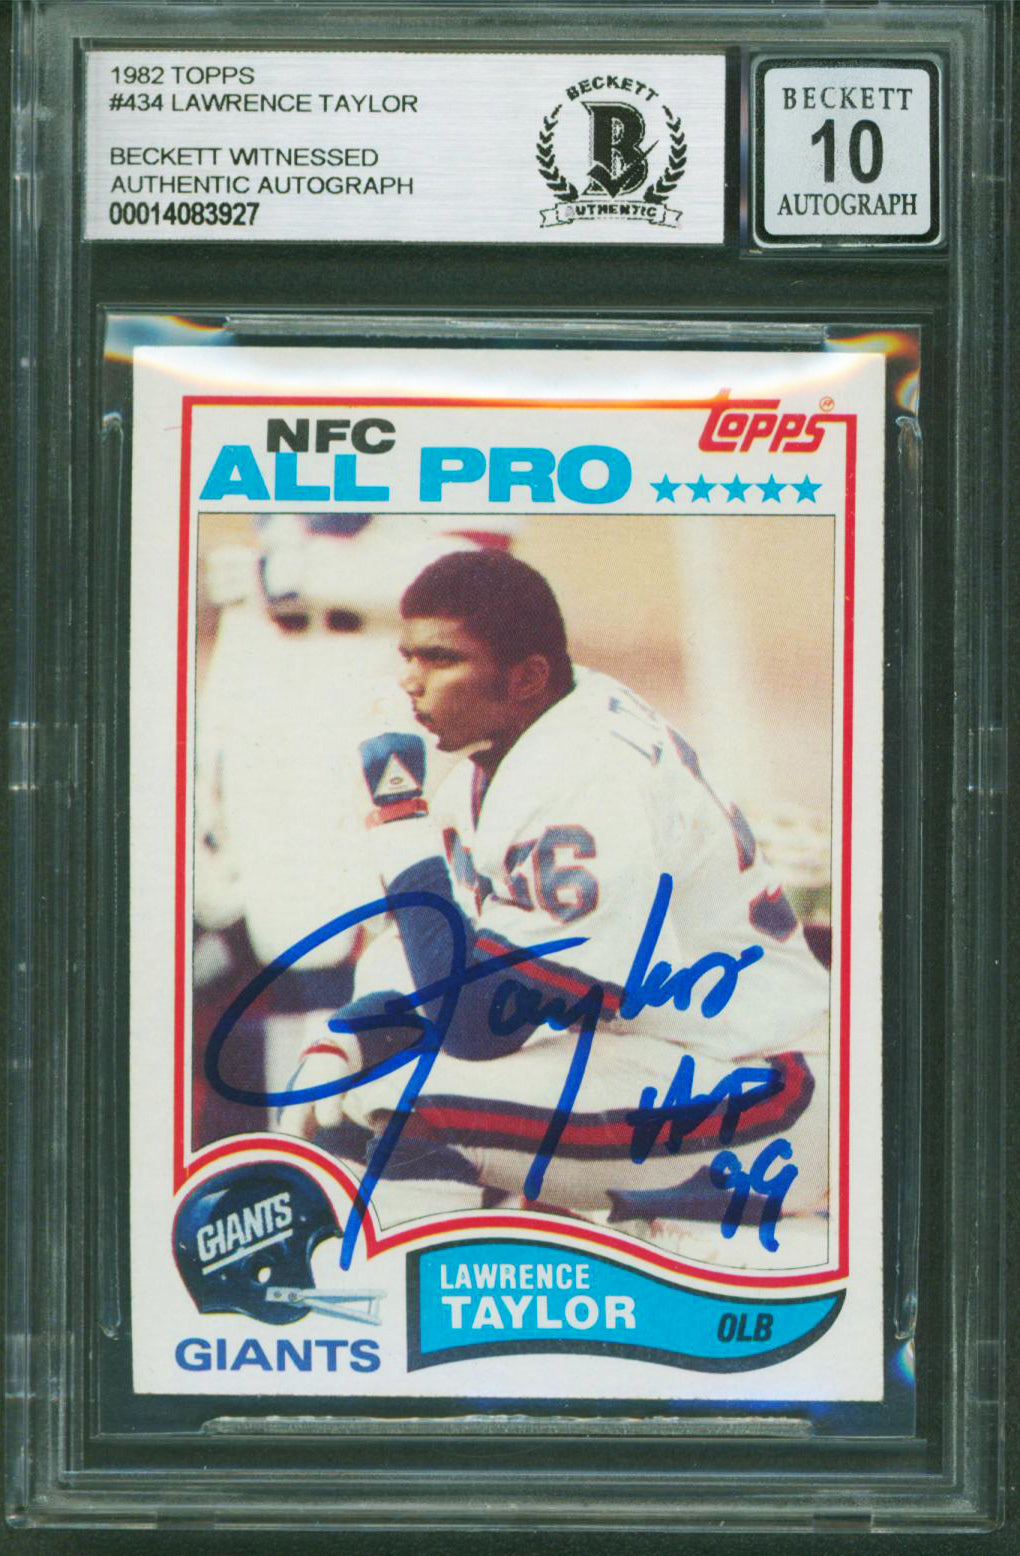 1982 TOPPS
#434 LAWRENCE TAYLOR
BECKETT WITNESSED
AUTHENTIC AUTOGRAPH
00014083927
BECKETT
B
AUTHENTIC
BECKETT
10
AUTOGRAPH
topps
NFC
ALL PRO
56
Taylor
HOF
99
GIANTS
LAWRENCE
TAYLOR
OLB
GIANTS